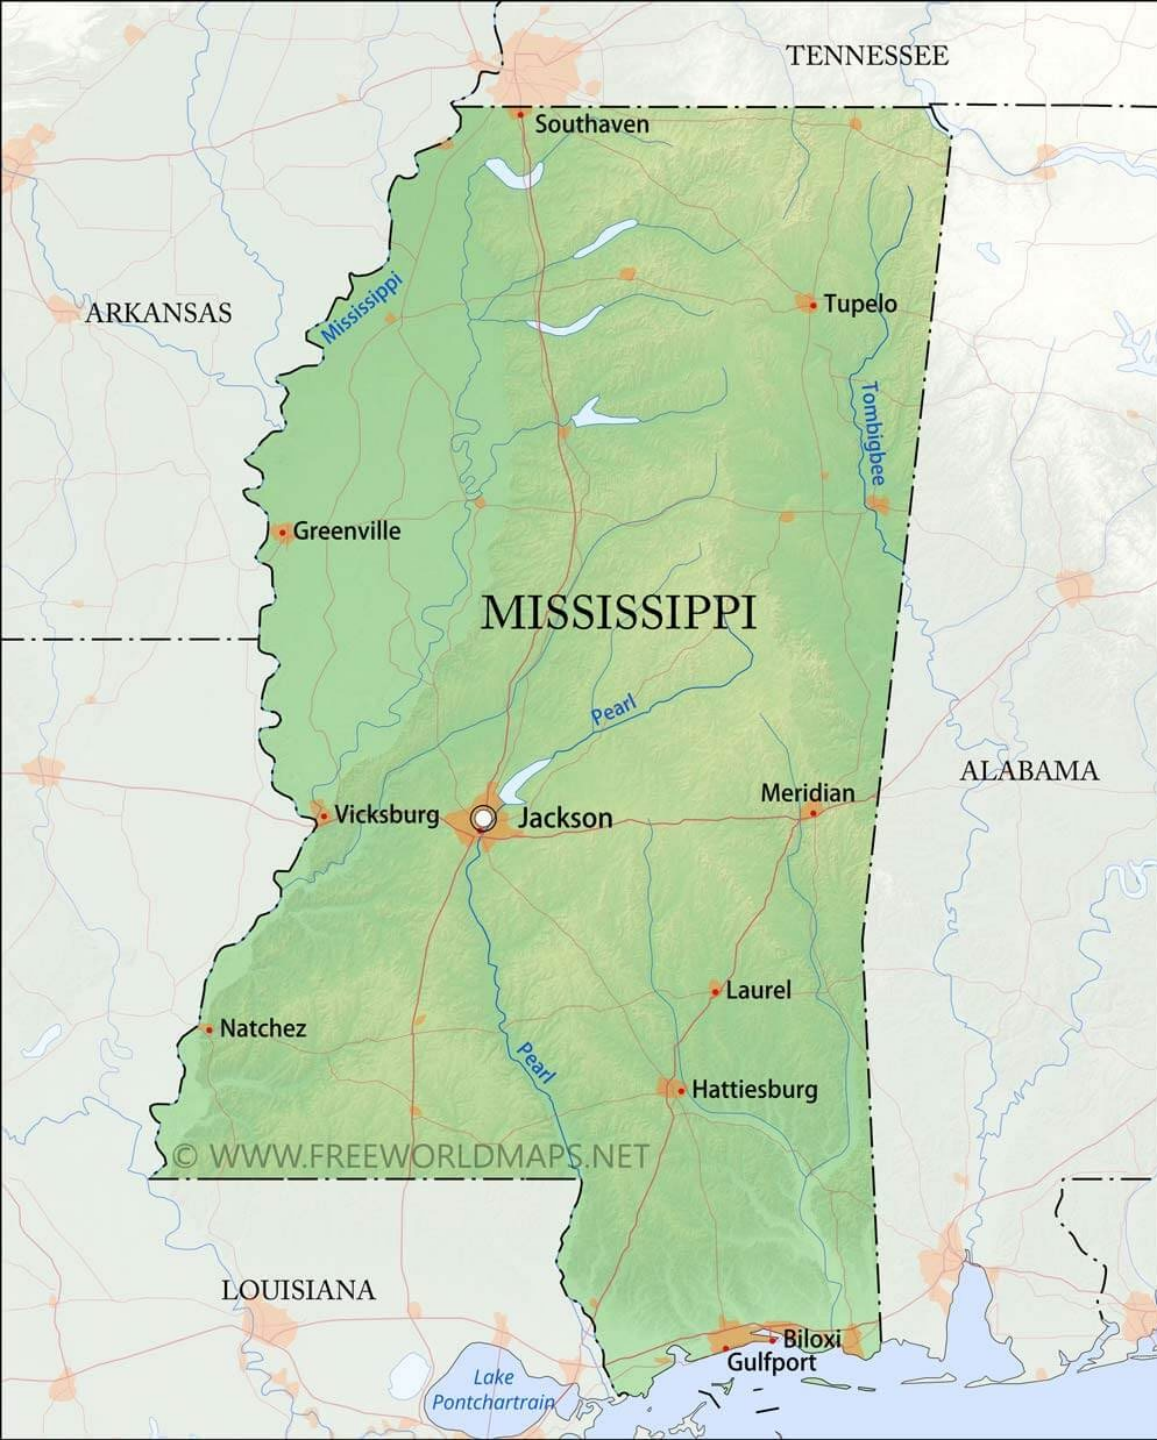 TENNESSEE
Southaven
Mississippi
ARKANSAS
Tupelo
Tombigbee
Greenville
MISSISSIPPI
Pearl
ALABAMA
Meridian
Vicksburg
Jackson
Laurel
Natchez
Pearl
Hattiesburg
© WWW.FREEWORLDMAPS.NET
LOUISIANA
Biloxi
Gulfport
Lake
Pontchartrain